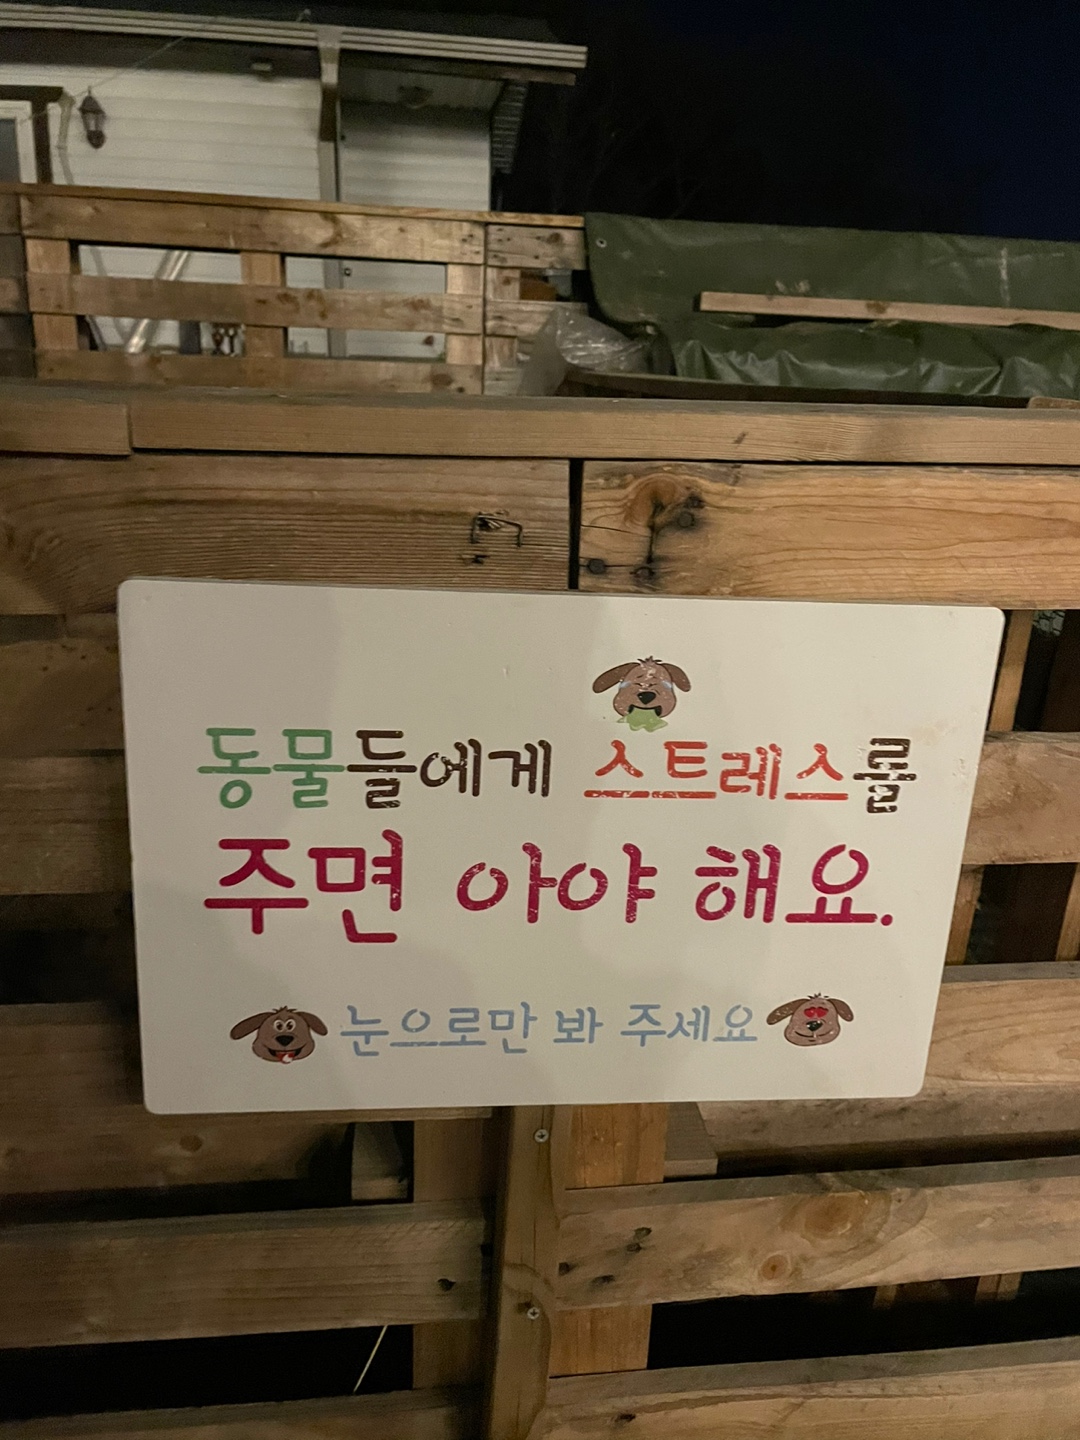 동물들에게 스트레스를
주면 아야 해요.
눈으로만 봐 주세요